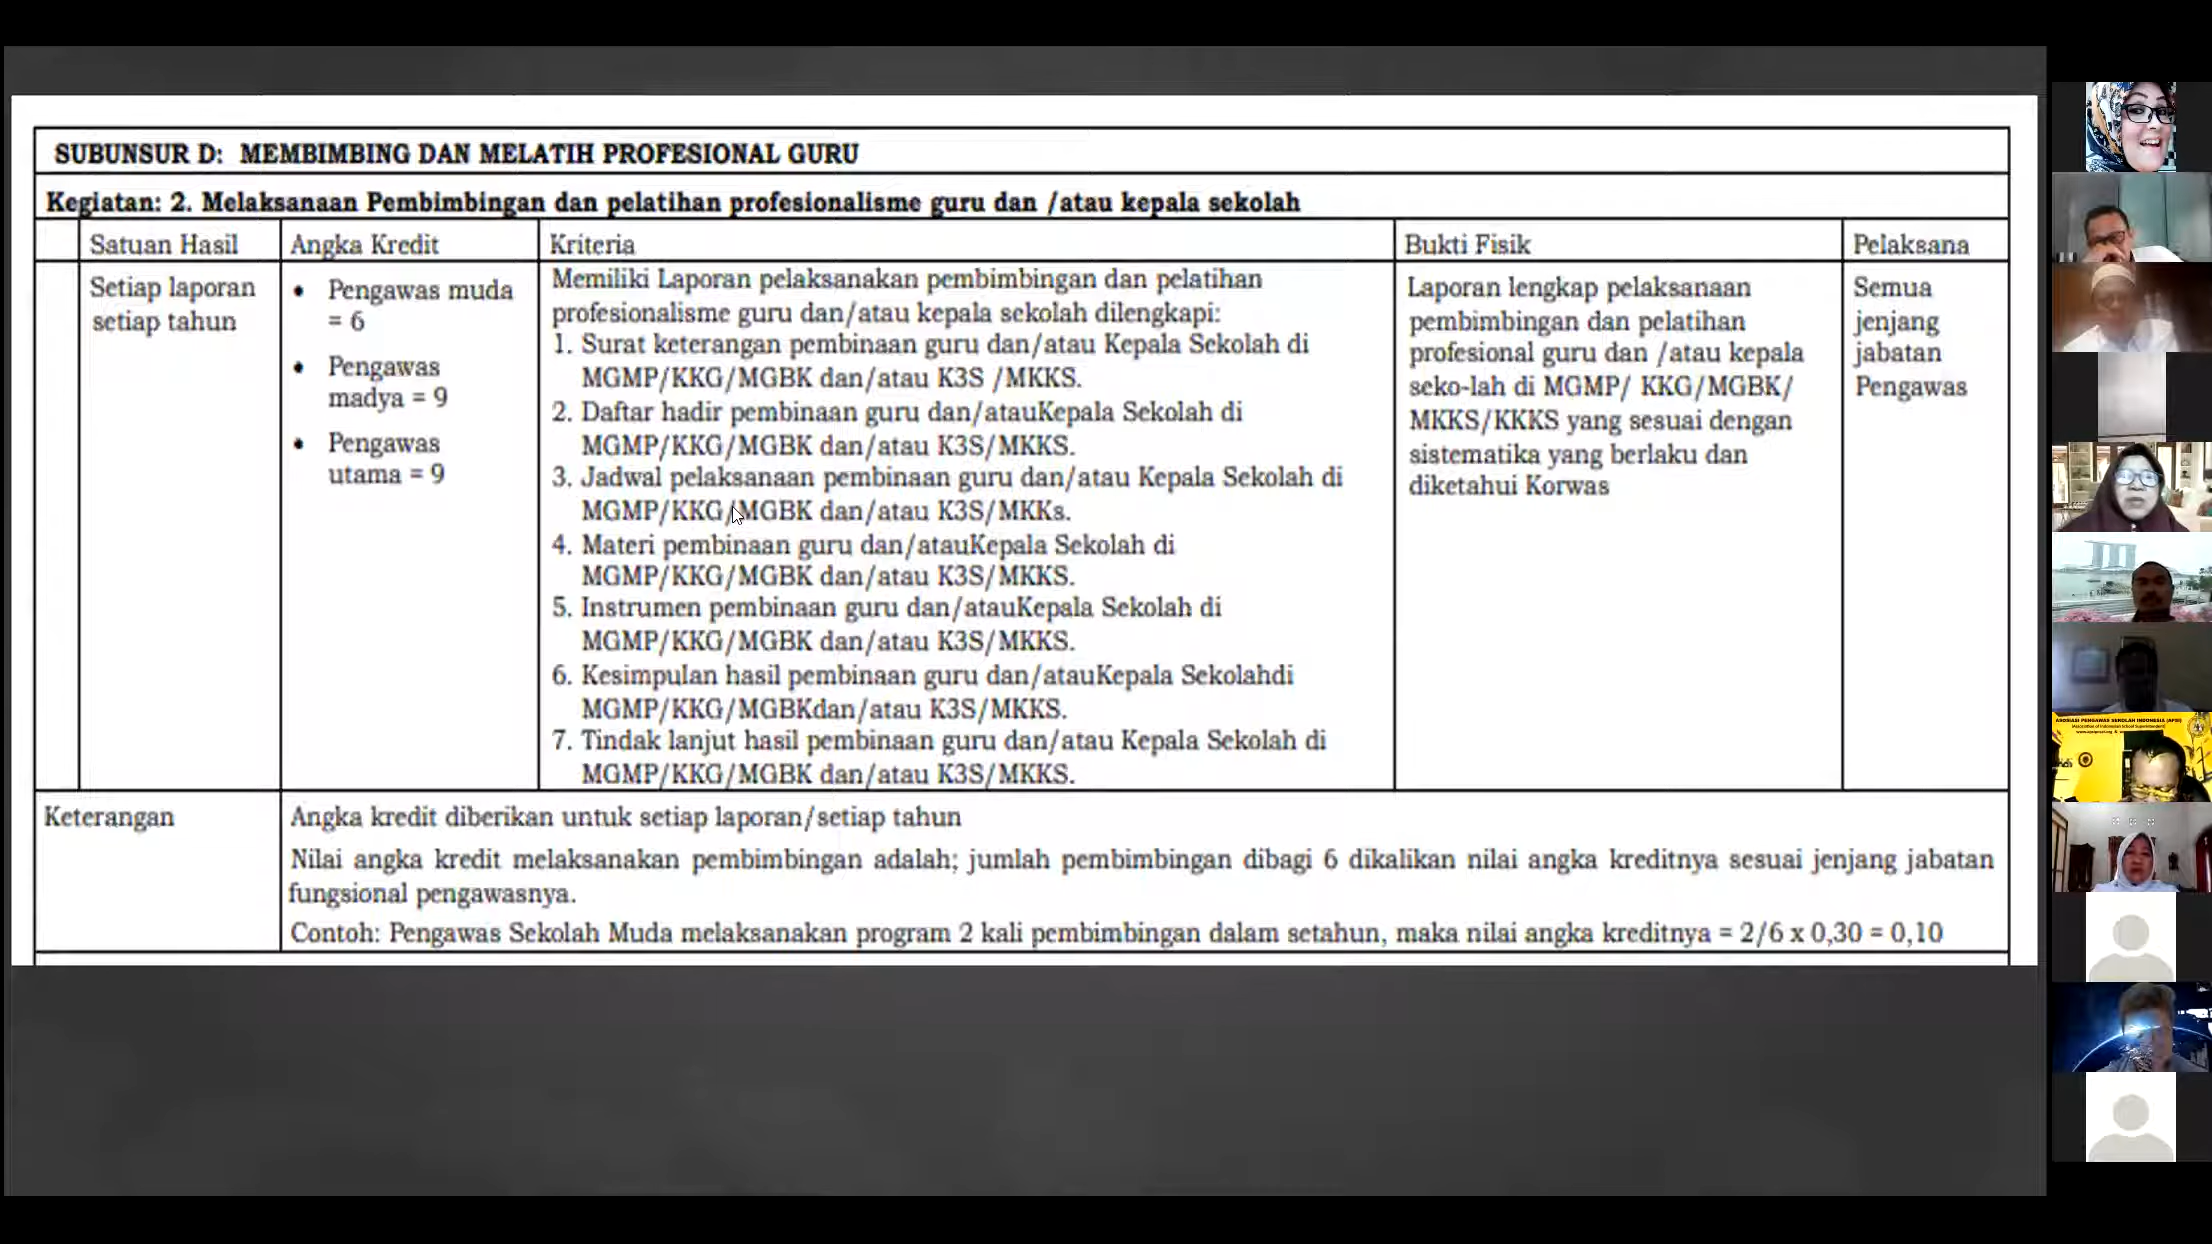 SUBUNSUR D: MEMBIMBING DAN MELATIH PROFESIONAL GURU
Kegiatan: 2. Melaksanaan Pembimbingan dan pelatihan profesionalisme guru dan /atau kepala sekolah
Satuan Hasil
Angka Kredit
Kriteria
Bukti Fisik
Pelaksana
Setiap laporan
setiap tahun
• Pengawas muda
= 6
• Pengawas
madya = 9
• Pengawas
utama = 9
Memiliki Laporan pelaksanakan pembimbingan dan pelatihan
profesionalisme guru dan/atau kepala sekolah dilengkapi:
1. Surat keterangan pembinaan guru dan/atau Kepala Sekolah di
MGMP/KKG/MGBK dan/atau K3S /MKKS.
2. Daftar hadir pembinaan guru dan/atauKepala Sekolah di
MGMP/KKG/MGBK dan/atau K3S/MKKS.
3. Jadwal pelaksanaan pembinaan guru dan/atau Kepala Sekolah di
MGMP/KKG/MGBK dan/atau K3S/MKKs.
4. Materi pembinaan guru dan/atauKepala Sekolah di
MGMP/KKG/MGBK dan/atau K3S/MKKS.
5. Instrumen pembinaan guru dan/atauKepala Sekolah di
MGMP/KKG/MGBK dan/atau K3S/MKKS.
6. Kesimpulan hasil pembinaan guru dan/atauKepala Sekolahdi
MGMP/KKG/MGBKdan/atau K3S/MKKS.
7. Tindak lanjut hasil pembinaan guru dan/atau Kepala Sekolah di
MGMP/KKG/MGBK dan/atau K3S/MKKS.
Laporan lengkap pelaksanaan
pembimbingan dan pelatihan
profesional guru dan /atau kepala
seko-lah di MGMP/ KKG/MGBK/
MKKS/KKKS yang sesuai dengan
sistematika yang berlaku dan
diketahui Korwas
Semua
jenjang
jabatan
Pengawas
Keterangan
Angka kredit diberikan untuk setiap laporan/setiap tahun
Nilai angka kredit melaksanakan pembimbingan adalah; jumlah pembimbingan dibagi 6 dikalikan nilai angka kreditnya sesuai jenjang jabatan
fungsional pengawasnya.
Contoh: Pengawas Sekolah Muda melaksanakan program 2 kali pembimbingan dalam setahun, maka nilai angka kreditnya = 2/6 x 0,30 = 0,10
ASOSIASI PENGAWAS SEKOLAH INDONESIA (APSI)